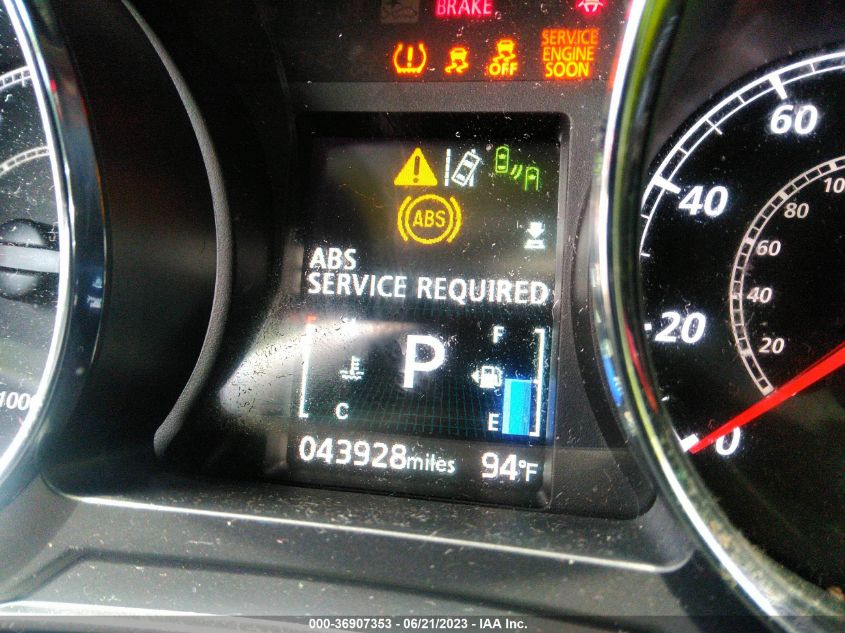 BRAKE
SERVICE
ENGINE
SOON
OFF
ABS
ABS
SERVICE REQUIRED
P
F
C
E
043928miles 94°F
60
40
20
0
80
60
40
20
000-36907353 / 06/21/2023 - IAA Inc.